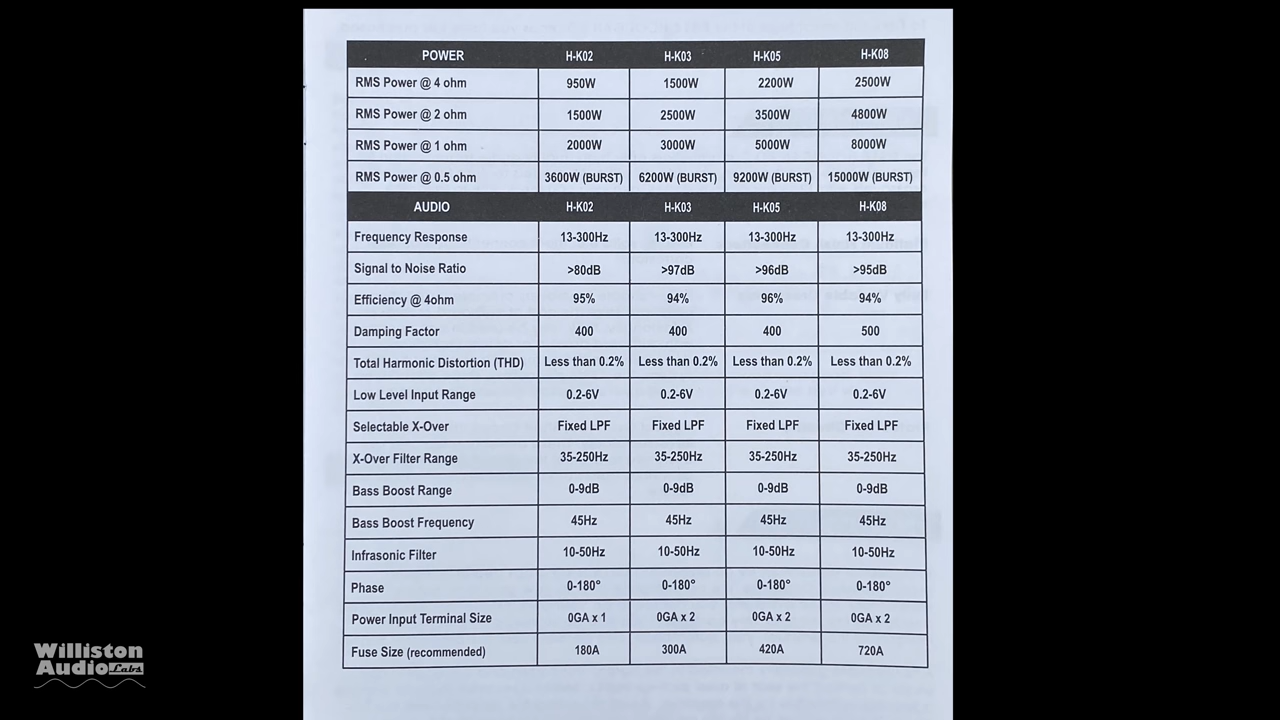 POWER H-K02 H-K03 H-K05 H-K08
RMS Power @ 4 ohm 950W 1500W 2200W 2500W
RMS Power @ 2 ohm 1500W 2500W 3500W 4800W
RMS Power @ 1 ohm 2000W 3000W 5000W 8000W
RMS Power @ 0.5 ohm 3600W (BURST) 6200W (BURST) 9200W (BURST) 15000W (BURST)
AUDIO H-K02 H-K03 H-K05 H-K08
Frequency Response 13-300Hz 13-300Hz 13-300Hz 13-300Hz
Signal to Noise Ratio >80dB >97dB >96dB >95dB
Efficiency @ 4ohm 95% 94% 96% 94%
Damping Factor 400 400 400 500
Total Harmonic Distortion (THD) Less than 0.2% Less than 0.2% Less than 0.2% Less than 0.2%
Low Level Input Range 0.2-6V 0.2-6V 0.2-6V 0.2-6V
Selectable X-Over Fixed LPF Fixed LPF Fixed LPF Fixed LPF
X-Over Filter Range 35-250Hz 35-250Hz 35-250Hz 35-250Hz
Bass Boost Range 0-9dB 0-9dB 0-9dB 0-9dB
Bass Boost Frequency 45Hz 45Hz 45Hz 45Hz
Infrasonic Filter 10-50Hz 10-50Hz 10-50Hz 10-50Hz
Phase 0-180° 0-180° 0-180° 0-180°
Power Input Terminal Size 0GA x 1 0GA x 2 0GA x 2 0GA x 2
Fuse Size (recommended) 180A 300A 420A 720A
Williston
Audio Labs